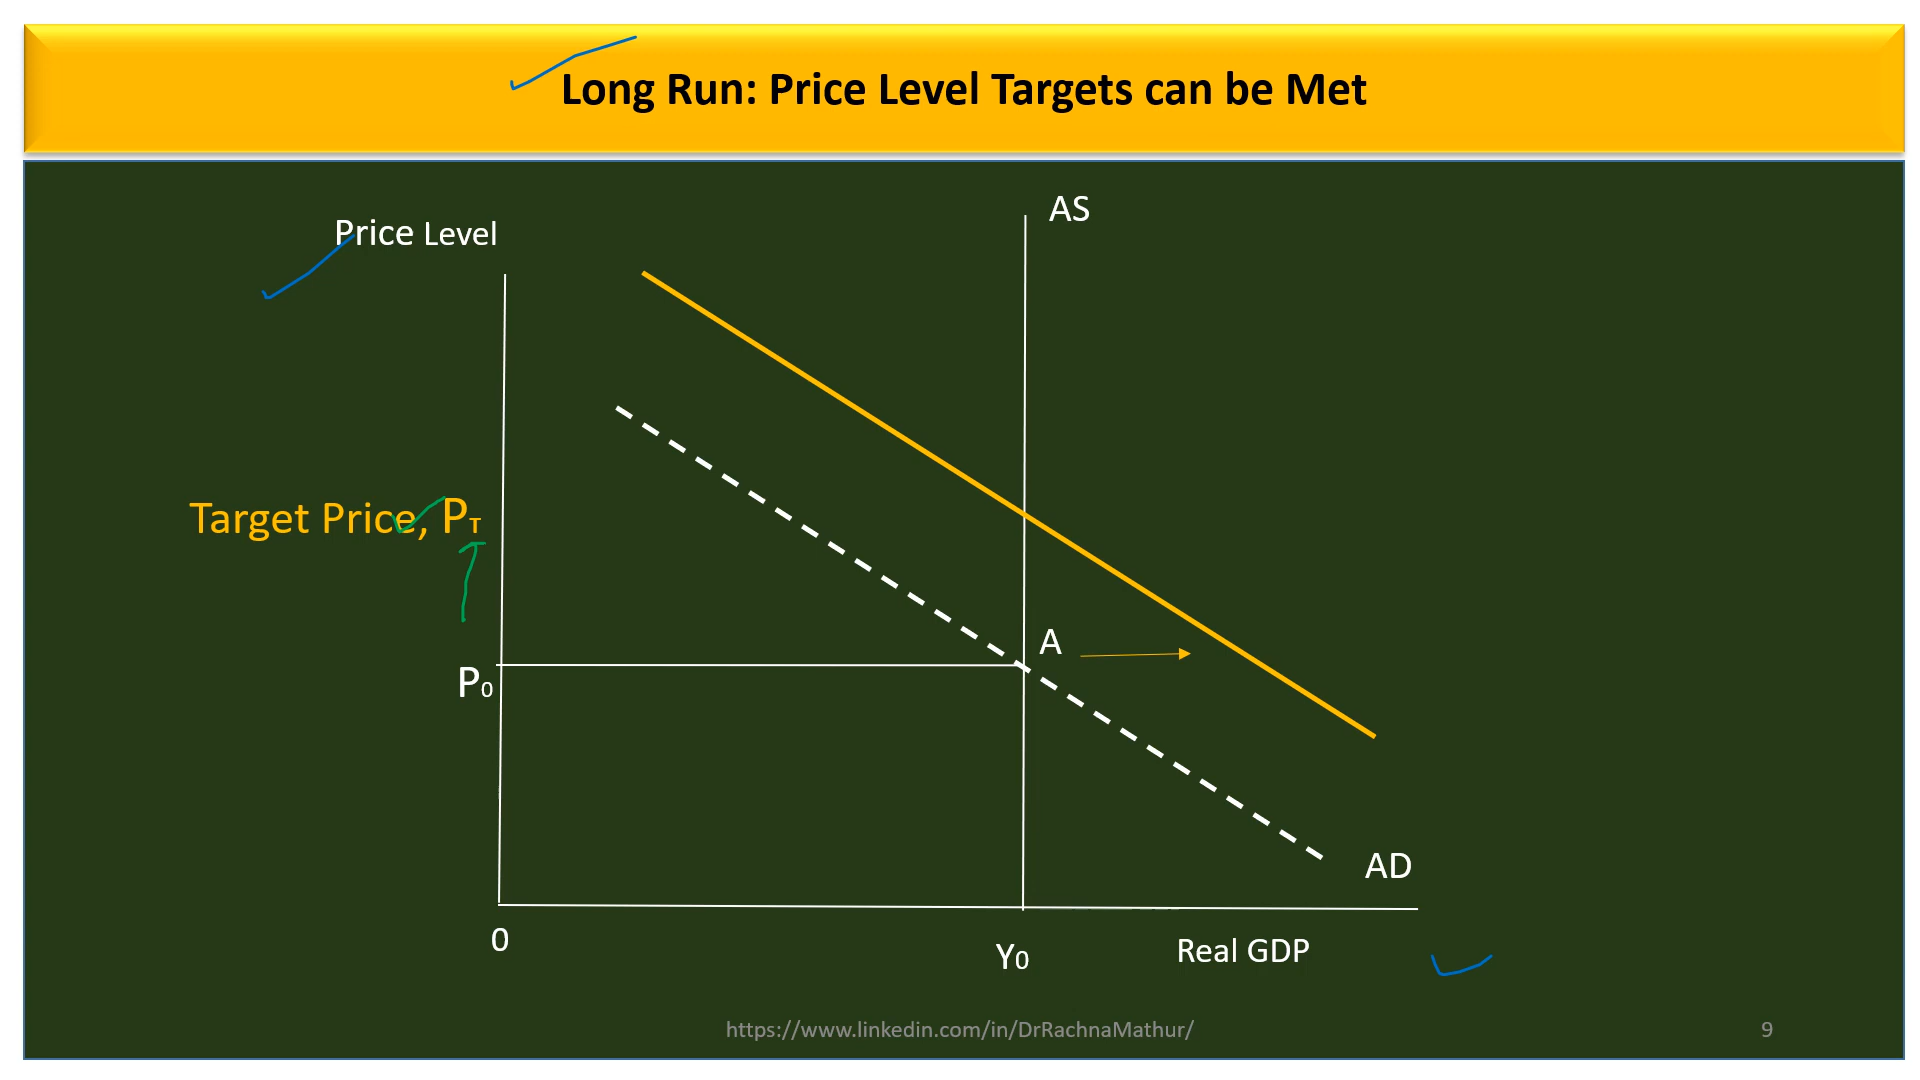 Long Run: Price Level Targets can be Met
AS
Price Level
Target Price, PT
A
P0
AD
0
Y0
Real GDP
https://www.linkedin.com/in/DrRachnaMathur/
9